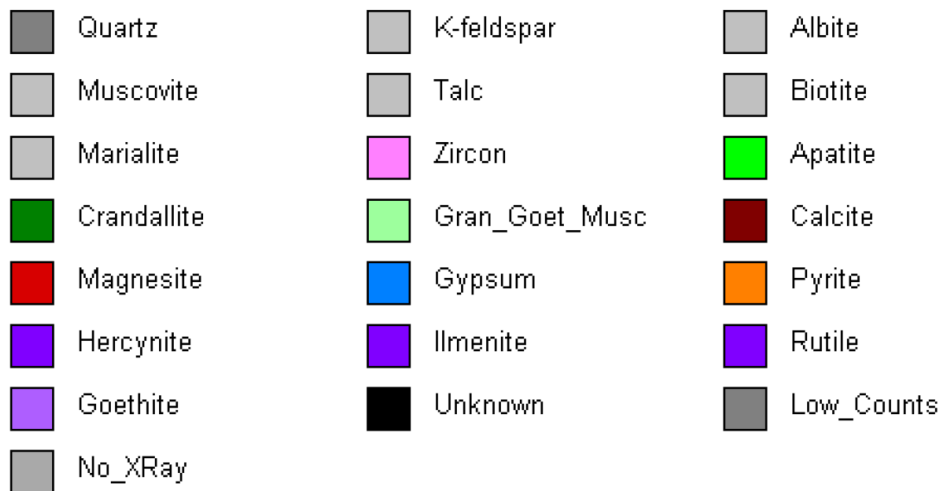 Quartz K-feldspar Albite
Muscovite Talc Biotite
Marialite Zircon Apatite
Crandallite Gran_Goet_Musc Calcite
Magnesite Gypsum Pyrite
Hercynite Ilmenite Rutile
Goethite Unknown Low_Counts
No_XRay